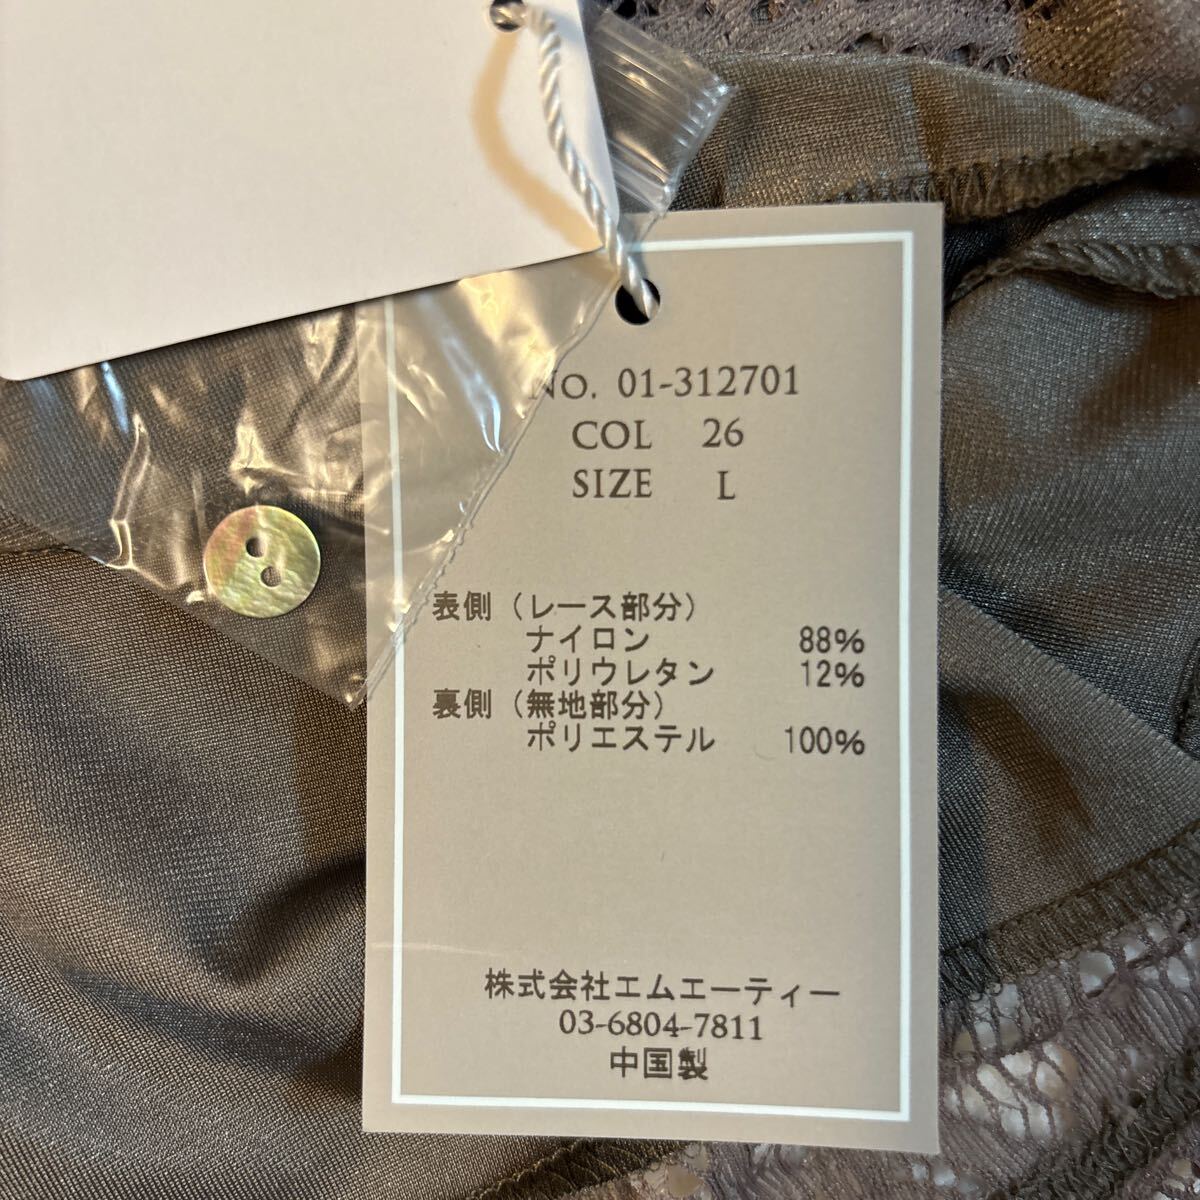 No. 01-312701
COL 26
SIZE L
表側（レース部分）
ナイロン 88%
ポリウレタン 12%
裏側（無地部分）
ポリエステル 100%
株式会社エムエーティー
03-6804-7811
中国製